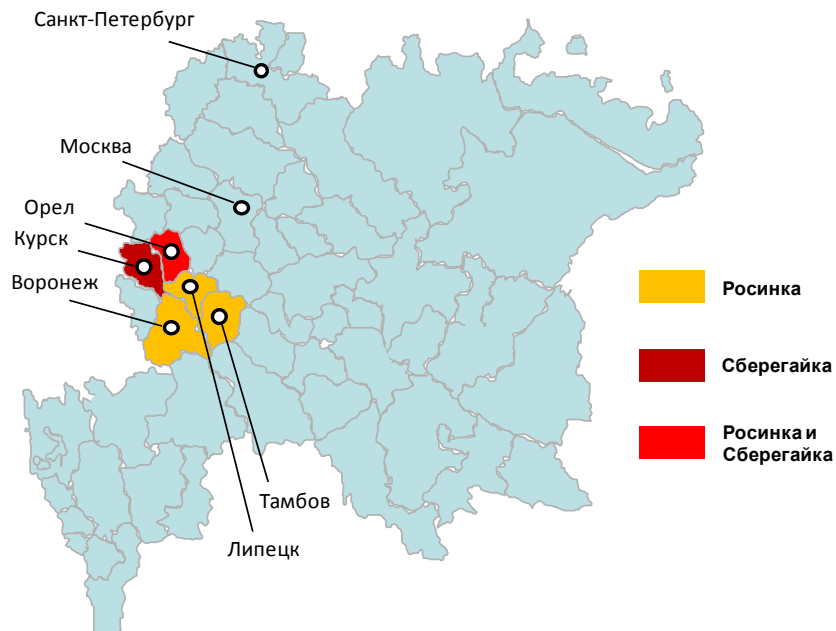 Санкт-Петербург
Москва
Орел
Курск
Воронеж
Тамбов
Липецк
Росинка
Сберегайка
Росинка и
Сберегайка